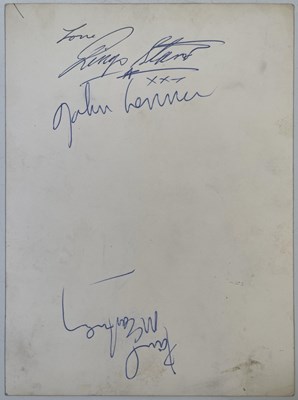 Love
Ringo Starr
xxx
John Lennon
Paul
McCartney